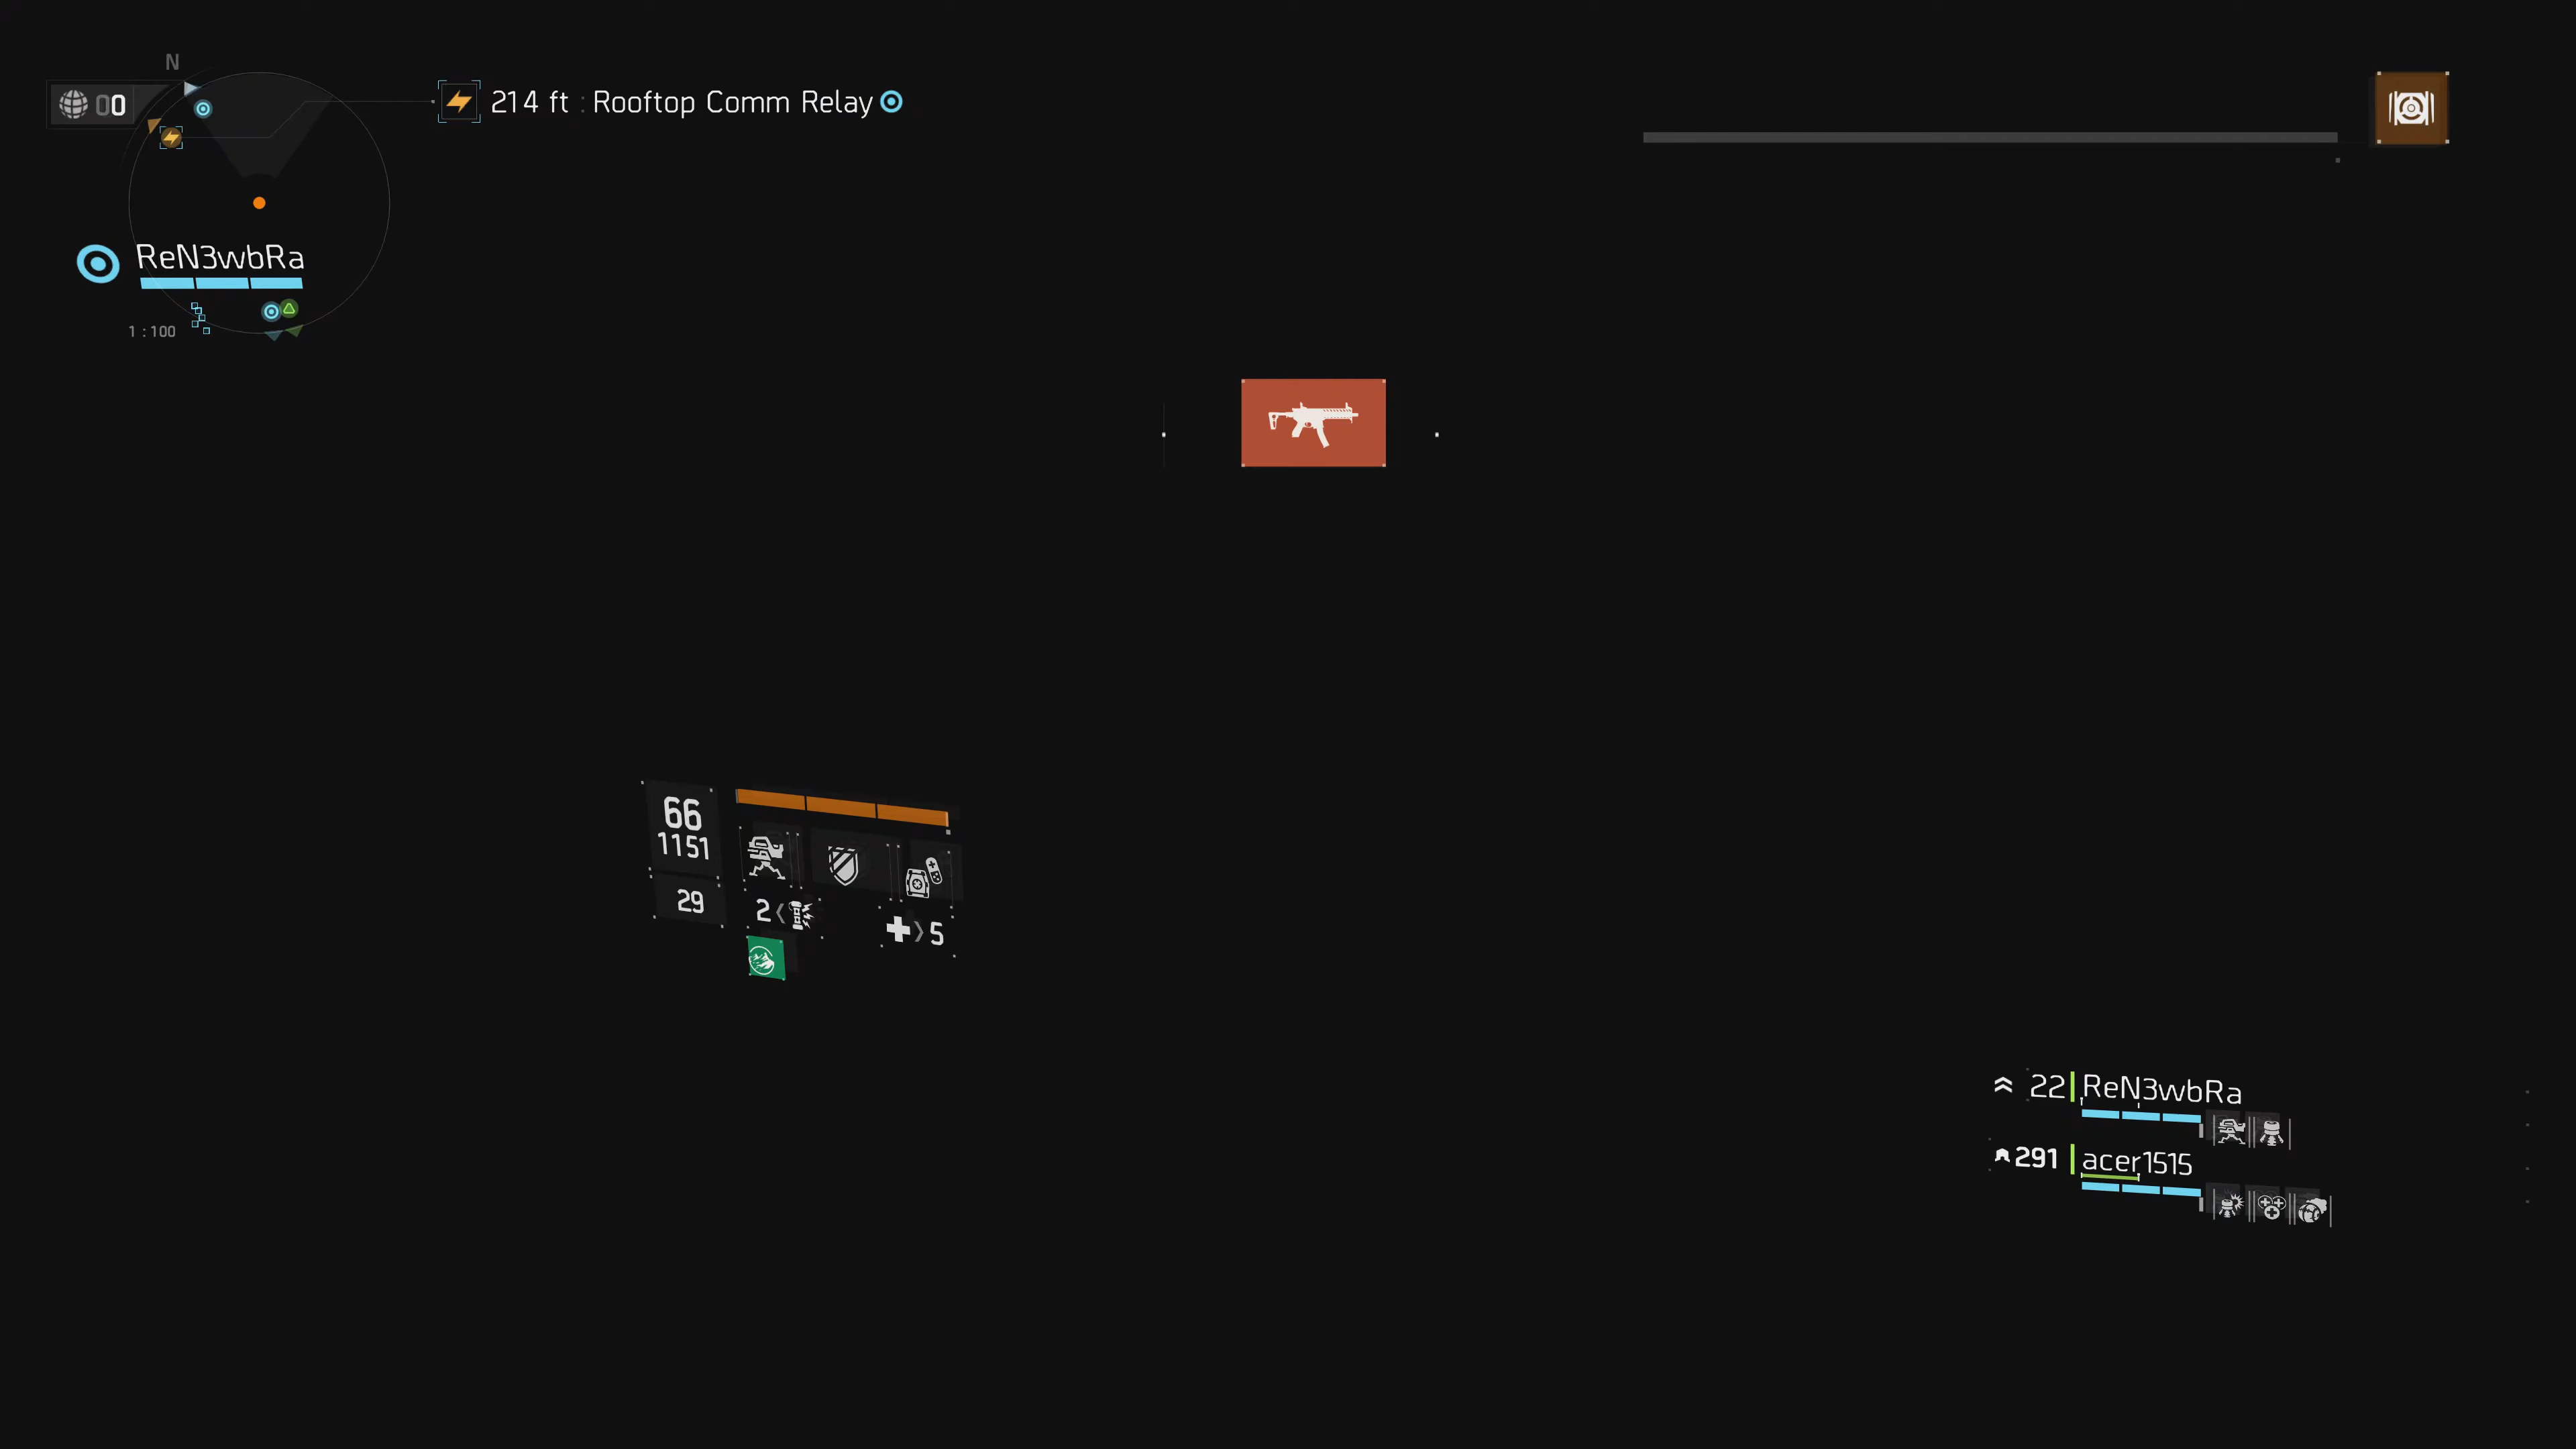 N
00
214 ft : Rooftop Comm Relay
ReN3wbRa
1 : 100
66
1151
29
2
5
22 ReN3wbRa
291 acer1515